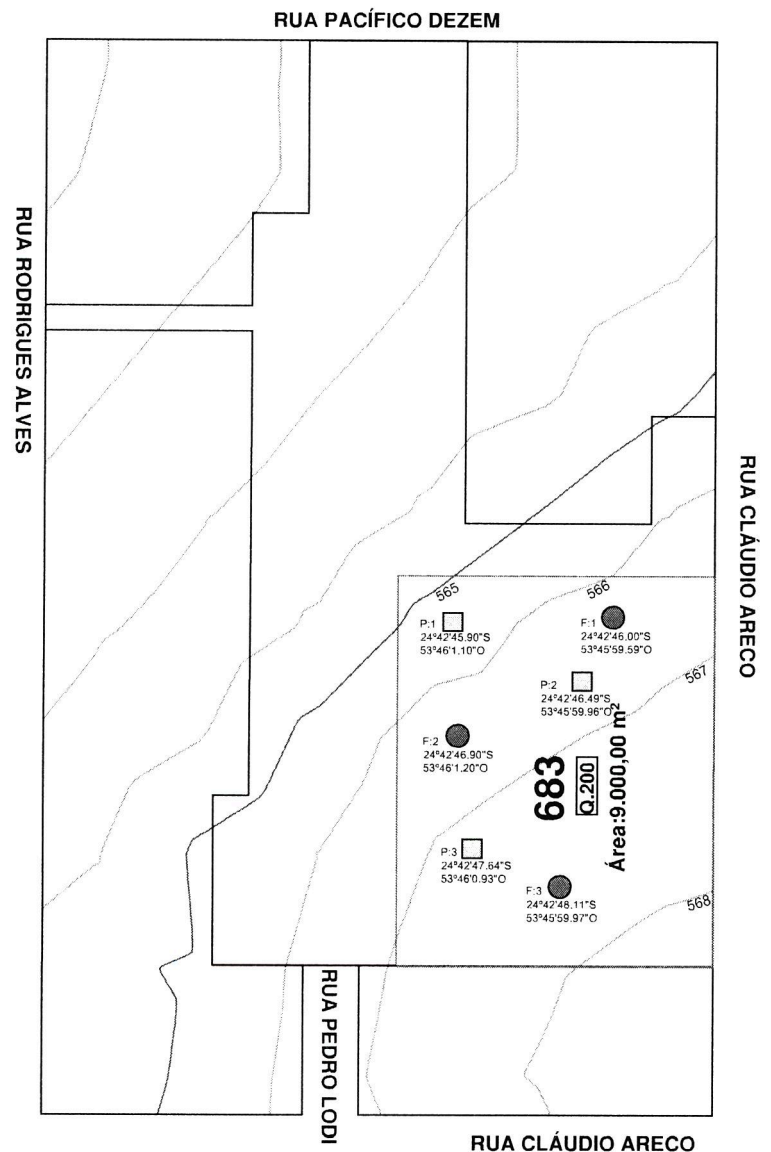 RUA PACÍFICO DEZEM
RUA RODRIGUES ALVES
RUA CLÁUDIO ARECO
565
566
P:1
24°42'45.90"S
53°46'1.10"O
F:1
24°42'46.00"S
53°45'59.59"O
567
P:2
24°42'46.49"S
53°45'59.96"O
F:2
24°42'46.90"S
53°46'1.20"O
683
Q.200
Área:9.000,00 m²
P:3
24°42'47.64"S
53°46'0.93"O
F:3
24°42'48.11"S
53°45'59.97"O
568
RUA PEDRO LODI
RUA CLÁUDIO ARECO